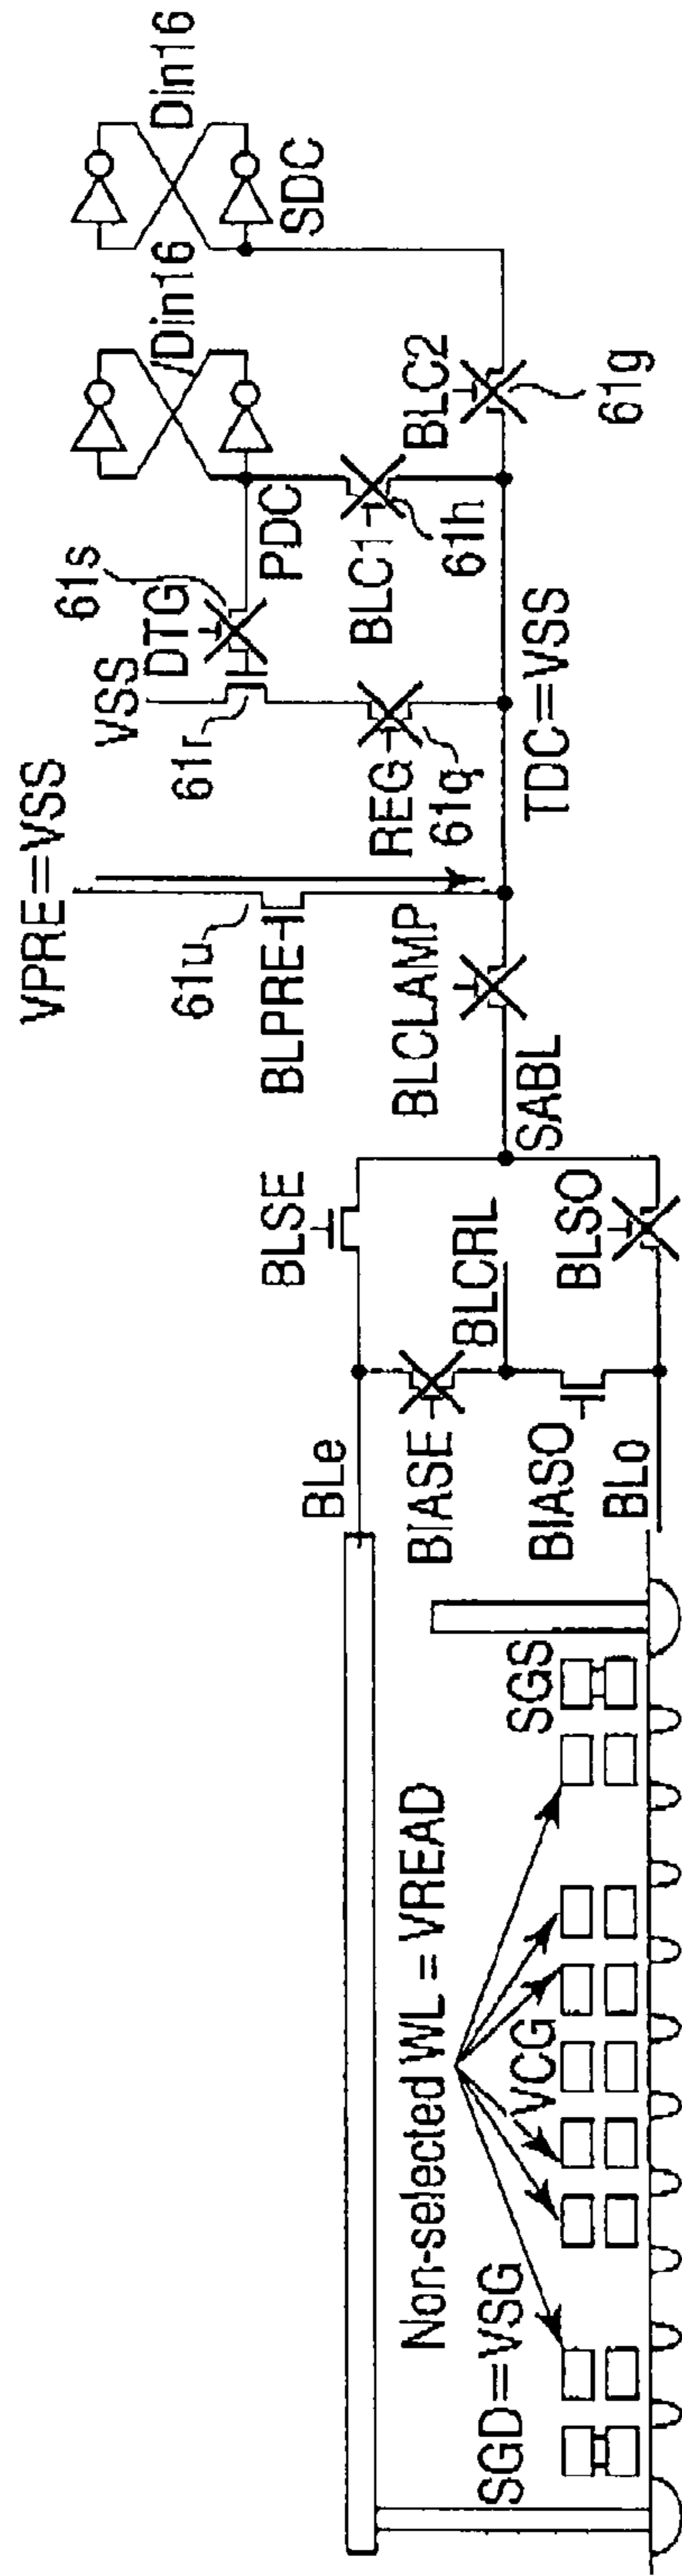 VPRE=VSS
61u
BLPRE
VSS
61r
DTG
61s
REG
61q
PDC
BLC1
61h
Din16
Din16
SDC
BLC2
61g
TDC=VSS
BLCLAMP
SABL
BLSE
BLSO
BLCRL
BIASE
BIASO
BLe
BLo
SGS
Non-selected WL = VREAD
VCG
SGD=VSG